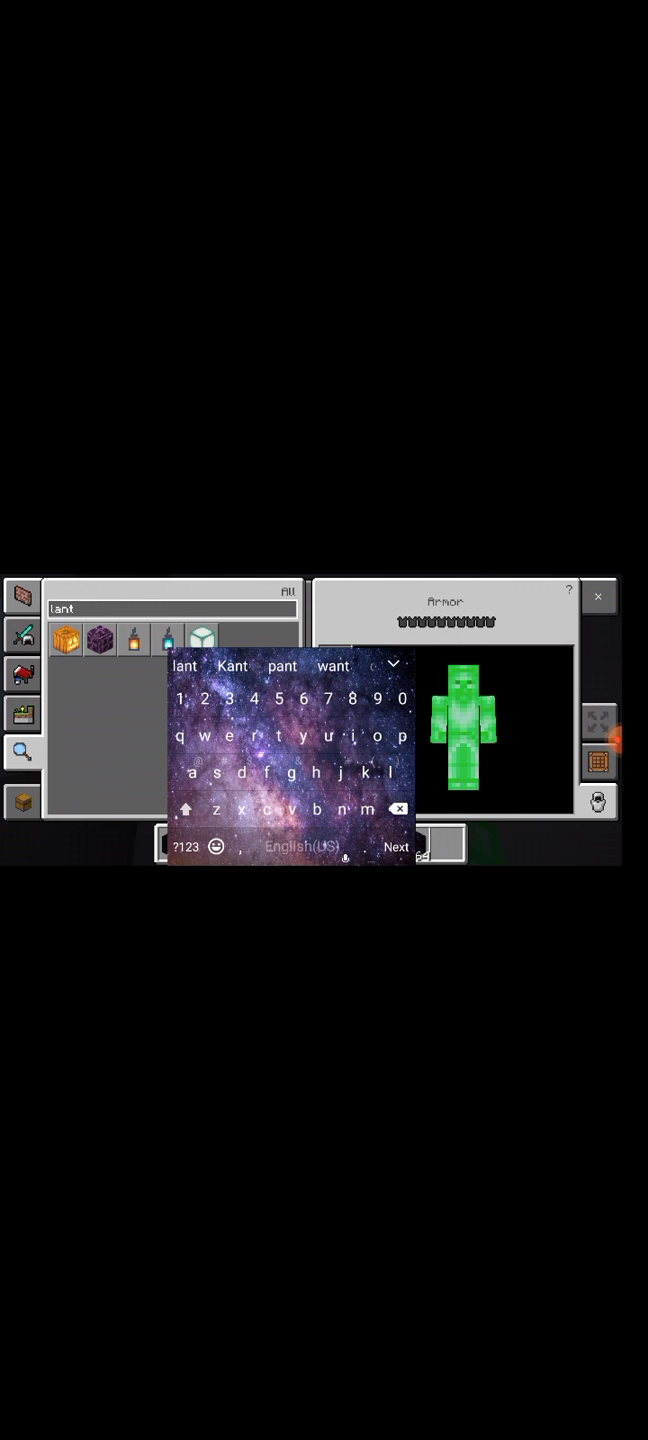 All
lant
?
Armor
lant Kant pant want
1 2 3 4 5 6 7 8 9 0
q w e r t y u i o p
@ # & - + ( )
a s d f g h j k l
z x c v b n m
?123 , English(US) . Next
64